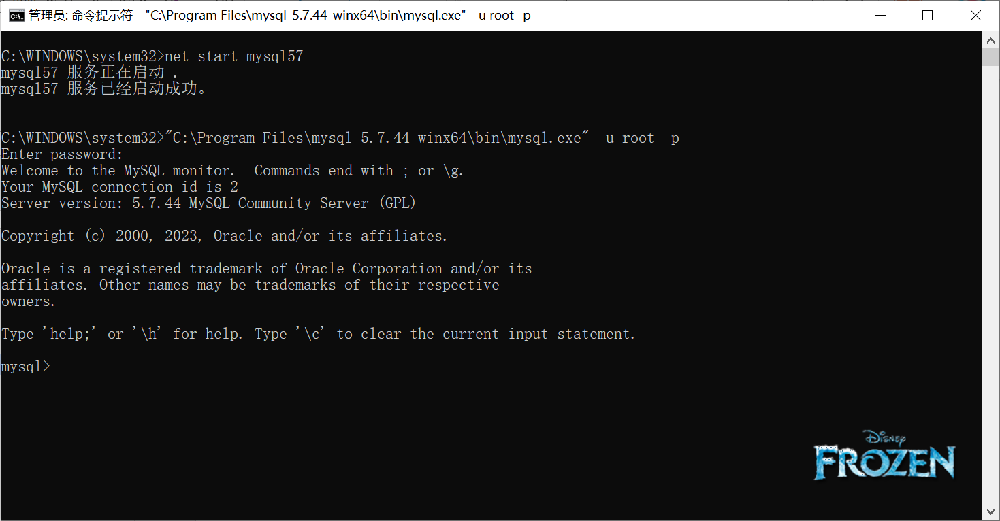 管理员: 命令提示符 - "C:\Program Files\mysql-5.7.44-winx64\bin\mysql.exe" -u root -p
C:\WINDOWS\system32>net start mysql57
mysql57 服务正在启动 .
mysql57 服务已经启动成功。
C:\WINDOWS\system32>"C:\Program Files\mysql-5.7.44-winx64\bin\mysql.exe" -u root -p
Enter password:
Welcome to the MySQL monitor.  Commands end with ; or \g.
Your MySQL connection id is 2
Server version: 5.7.44 MySQL Community Server (GPL)
Copyright (c) 2000, 2023, Oracle and/or its affiliates.
Oracle is a registered trademark of Oracle Corporation and/or its
affiliates. Other names may be trademarks of their respective
owners.
Type 'help;' or '\h' for help. Type '\c' to clear the current input statement.
mysql>
Disney
FROZEN